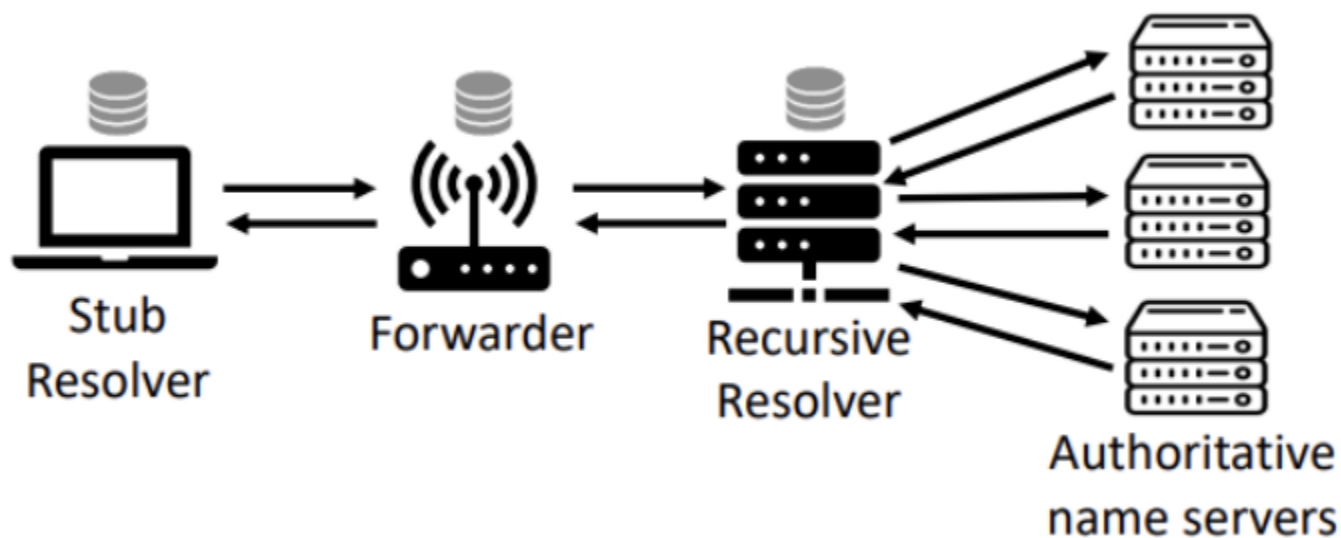 Stub
Resolver
Forwarder
Recursive
Resolver
Authoritative
name servers